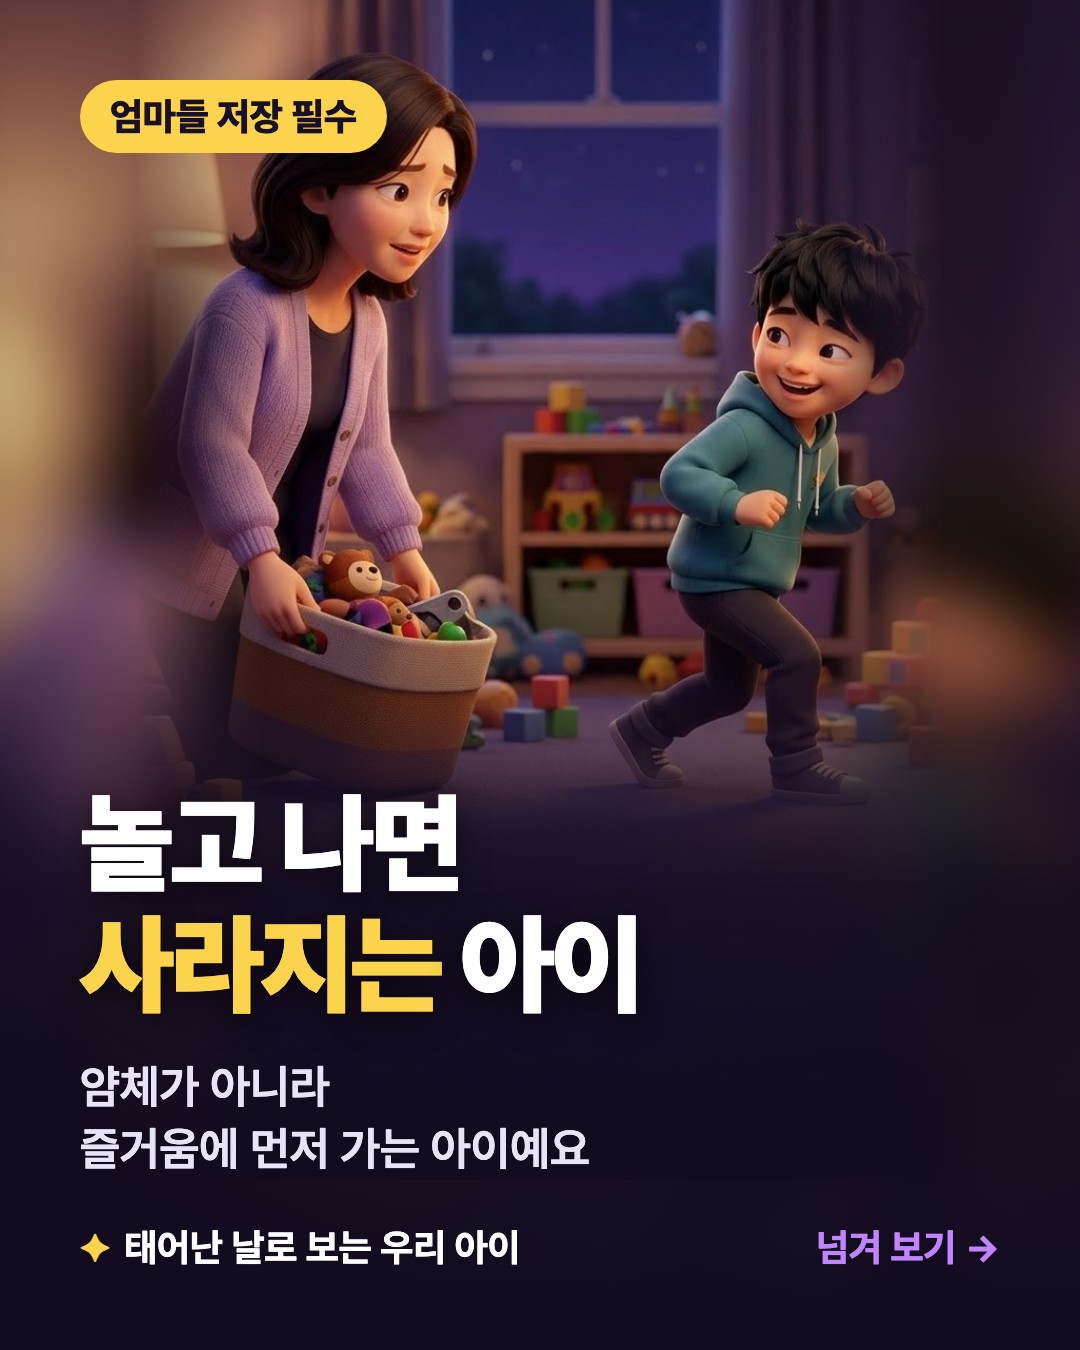 엄마들 저장 필수
놀고 나면
사라지는 아이
얌체가 아니라
즐거움에 먼저 가는 아이예요
태어난 날로 보는 우리 아이
넘겨 보기 →